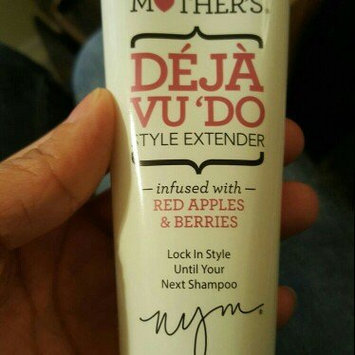 MOTHER'S
DÉJÀ
VU 'DO
STYLE EXTENDER
infused with
RED APPLES
& BERRIES
Lock In Style
Until Your
Next Shampoo
nym®